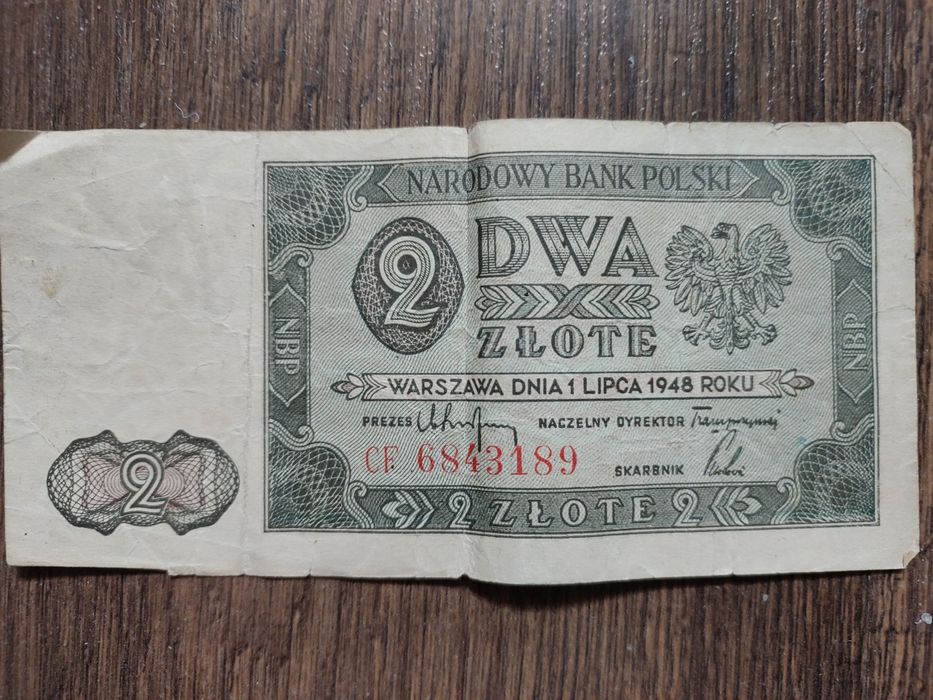 NARODOWY BANK POLSKI
2 DWA
ZŁOTE
NBP
NBP
WARSZAWA DNIA 1 LIPCA 1948 ROKU
PREZES NACZELNY DYREKTOR
CF 6843189 SKARBNIK
2
2 ZŁOTE 2